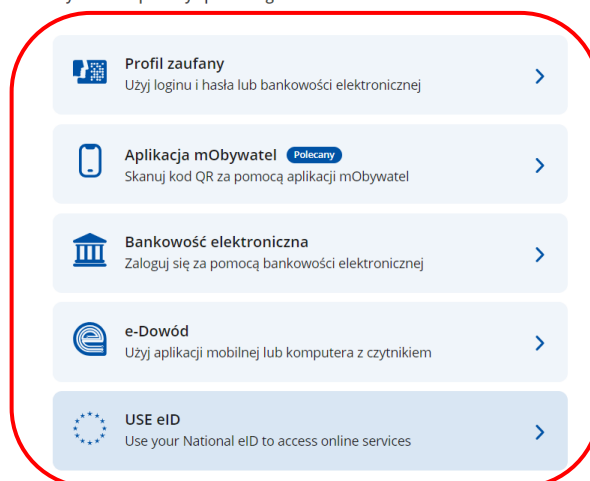 Profil zaufany
Użyj loginu i hasła lub bankowości elektronicznej
Aplikacja mObywatel Polecany
Skanuj kod QR za pomocą aplikacji mObywatel
Bankowość elektroniczna
Zaloguj się za pomocą bankowości elektronicznej
e-Dowód
Użyj aplikacji mobilnej lub komputera z czytnikiem
USE eID
Use your National eID to access online services